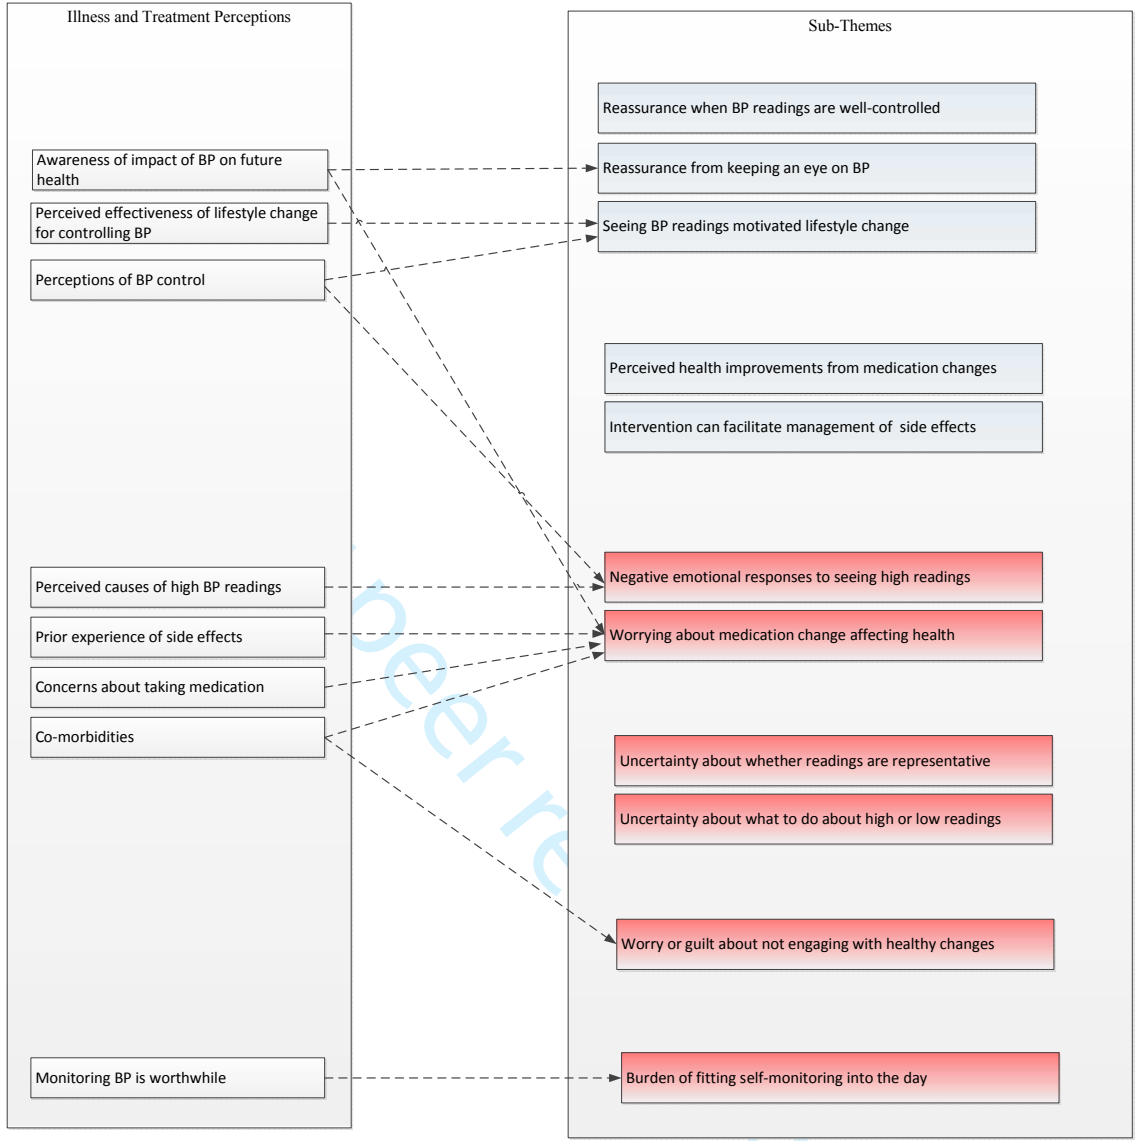 Illness and Treatment Perceptions
Awareness of impact of BP on future
health
Perceived effectiveness of lifestyle change
for controlling BP
Perceptions of BP control
Perceived causes of high BP readings
Prior experience of side effects
Concerns about taking medication
Co-morbidities
Monitoring BP is worthwhile
Sub-Themes
Reassurance when BP readings are well-controlled
Reassurance from keeping an eye on BP
Seeing BP readings motivated lifestyle change
Perceived health improvements from medication changes
Intervention can facilitate management of  side effects
Negative emotional responses to seeing high readings
Worrying about medication change affecting health
Uncertainty about whether readings are representative
Uncertainty about what to do about high or low readings
Worry or guilt about not engaging with healthy changes
Burden of fitting self-monitoring into the day
peer re